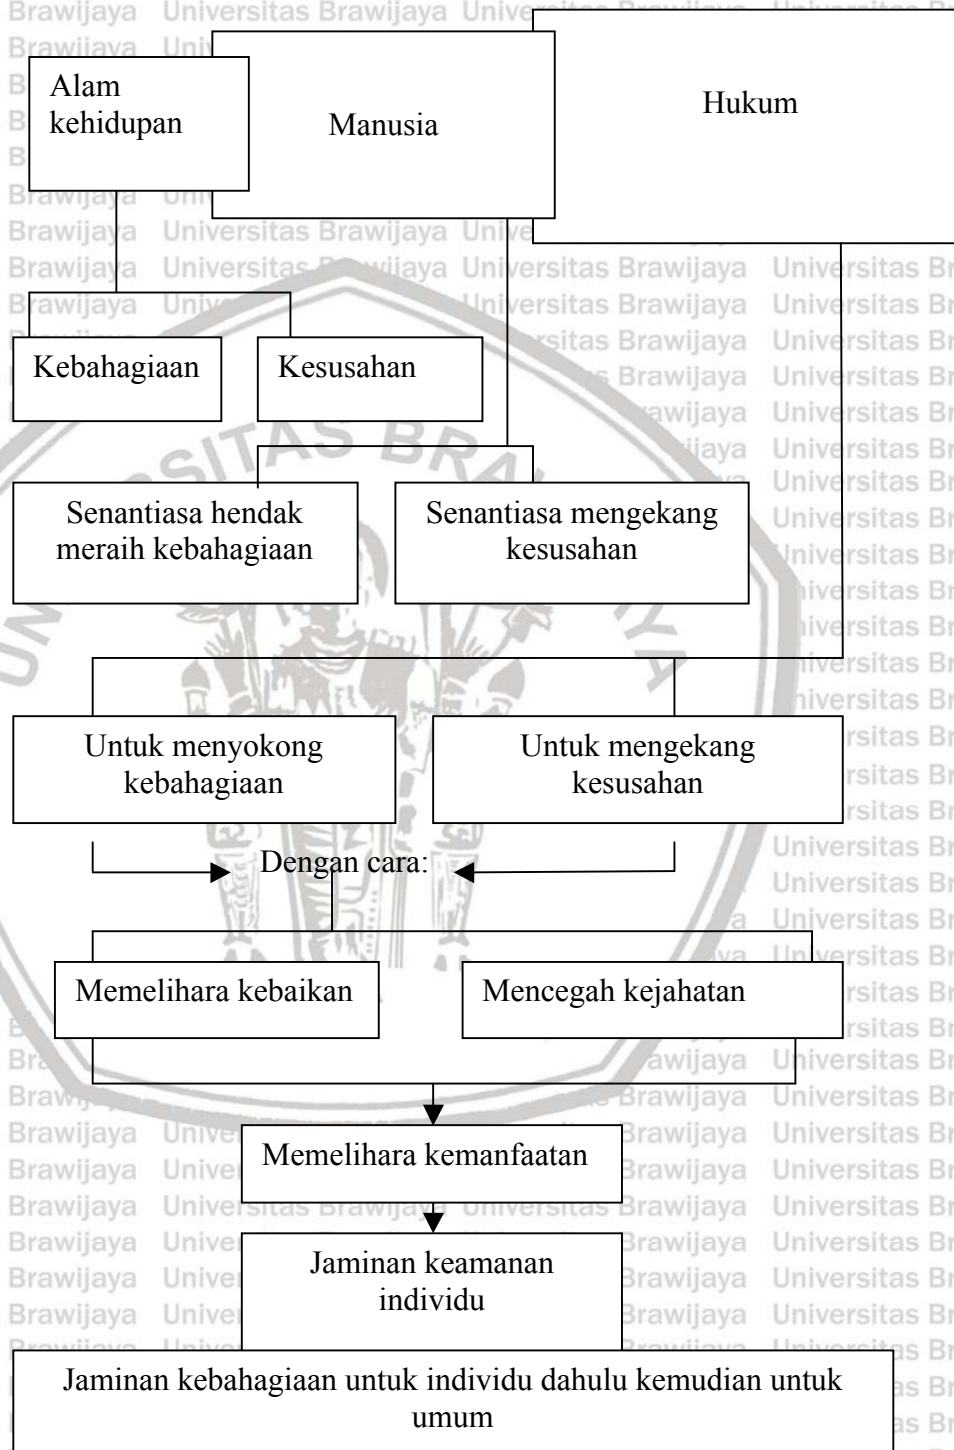 Alam
kehidupan
Manusia
Hukum
Kebahagiaan
Kesusahan
Senantiasa hendak
meraih kebahagiaan
Senantiasa mengekang
kesusahan
Untuk menyokong
kebahagiaan
Untuk mengekang
kesusahan
Dengan cara:
Memelihara kebaikan
Mencegah kejahatan
Memelihara kemanfaatan
Jaminan keamanan
individu
Jaminan kebahagiaan untuk individu dahulu kemudian untuk
umum